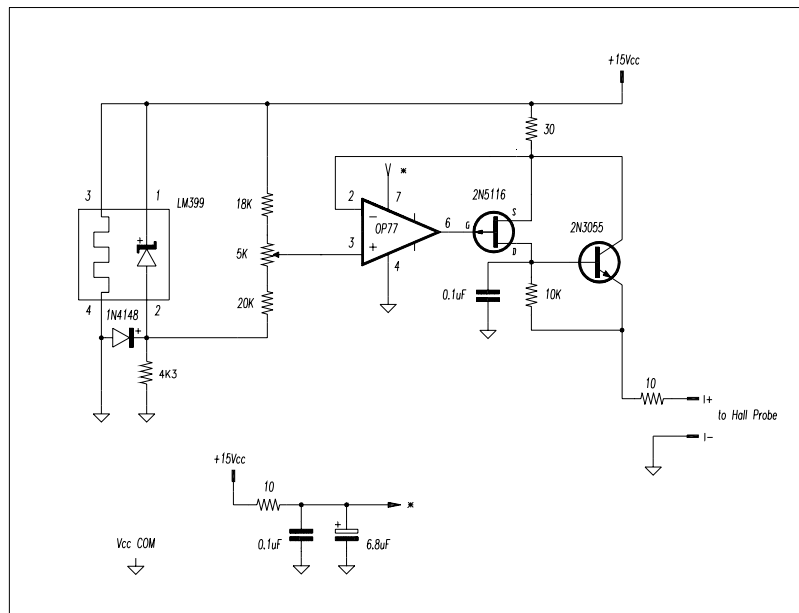 +15Vcc
30
3
1
LM399
18K
5K
20K
4
2
1N4148
+
4K3
*
2
7
OP77
6
3
4
−
+
2N5116
G
S
D
2N3055
0.1uF
10K
10
I+
to Hall Probe
I-
+15Vcc
10
*
0.1uF
+
6.8uF
Vcc COM